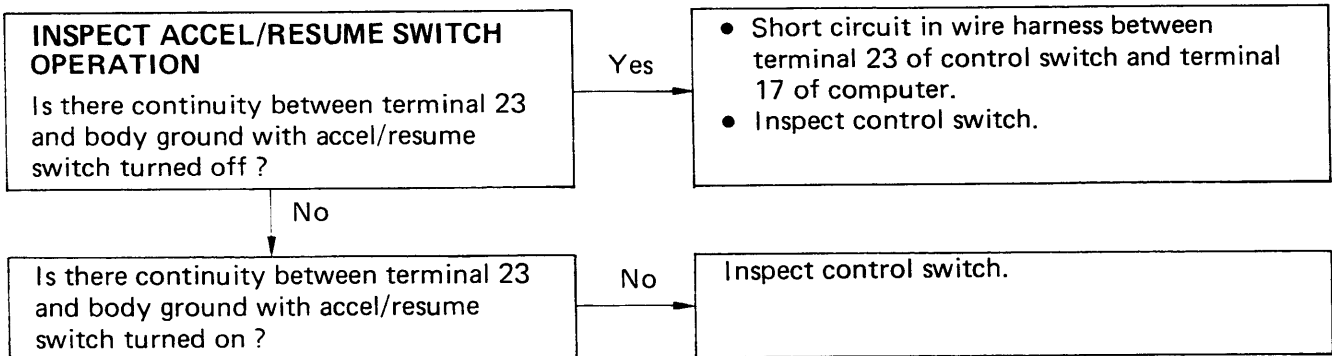 INSPECT ACCEL/RESUME SWITCH
OPERATION
Is there continuity between terminal 23
and body ground with accel/resume
switch turned off ?
Yes
• Short circuit in wire harness between
terminal 23 of control switch and terminal
17 of computer.
• Inspect control switch.
No
Is there continuity between terminal 23
and body ground with accel/resume
switch turned on ?
No
Inspect control switch.